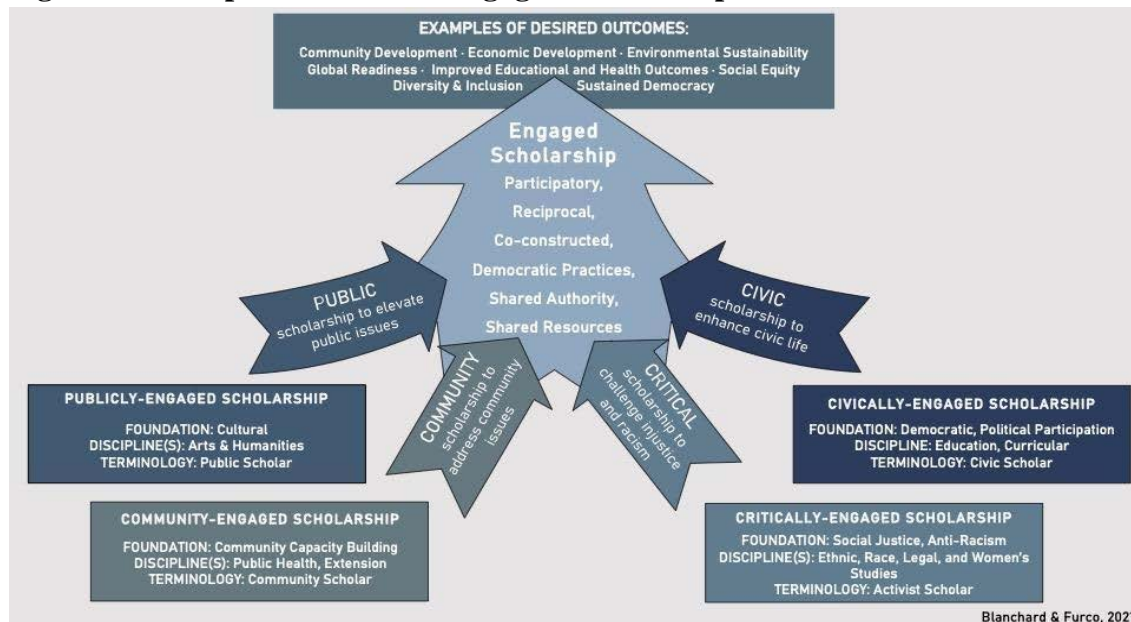 EXAMPLES OF DESIRED OUTCOMES:
Community Development · Economic Development · Environmental Sustainability
Global Readiness · Improved Educational and Health Outcomes · Social Equity
Diversity & Inclusion Sustained Democracy
Engaged
Scholarship
Participatory,
Reciprocal,
Co-constructed,
Democratic Practices,
Shared Authority,
Shared Resources
PUBLIC
scholarship to elevate
public issues
COMMUNITY
scholarship to
address community
issues
CRITICAL
scholarship to
challenge injustice
and racism
CIVIC
scholarship to
enhance civic life
PUBLICLY-ENGAGED SCHOLARSHIP
FOUNDATION: Cultural
DISCIPLINE(S): Arts & Humanities
TERMINOLOGY: Public Scholar
COMMUNITY-ENGAGED SCHOLARSHIP
FOUNDATION: Community Capacity Building
DISCIPLINE(S): Public Health, Extension
TERMINOLOGY: Community Scholar
CRITICALLY-ENGAGED SCHOLARSHIP
FOUNDATION: Social Justice, Anti-Racism
DISCIPLINE(S): Ethnic, Race, Legal, and Women's
Studies
TERMINOLOGY: Activist Scholar
CIVICALLY-ENGAGED SCHOLARSHIP
FOUNDATION: Democratic, Political Participation
DISCIPLINE: Education, Curricular
TERMINOLOGY: Civic Scholar
Blanchard & Furco,